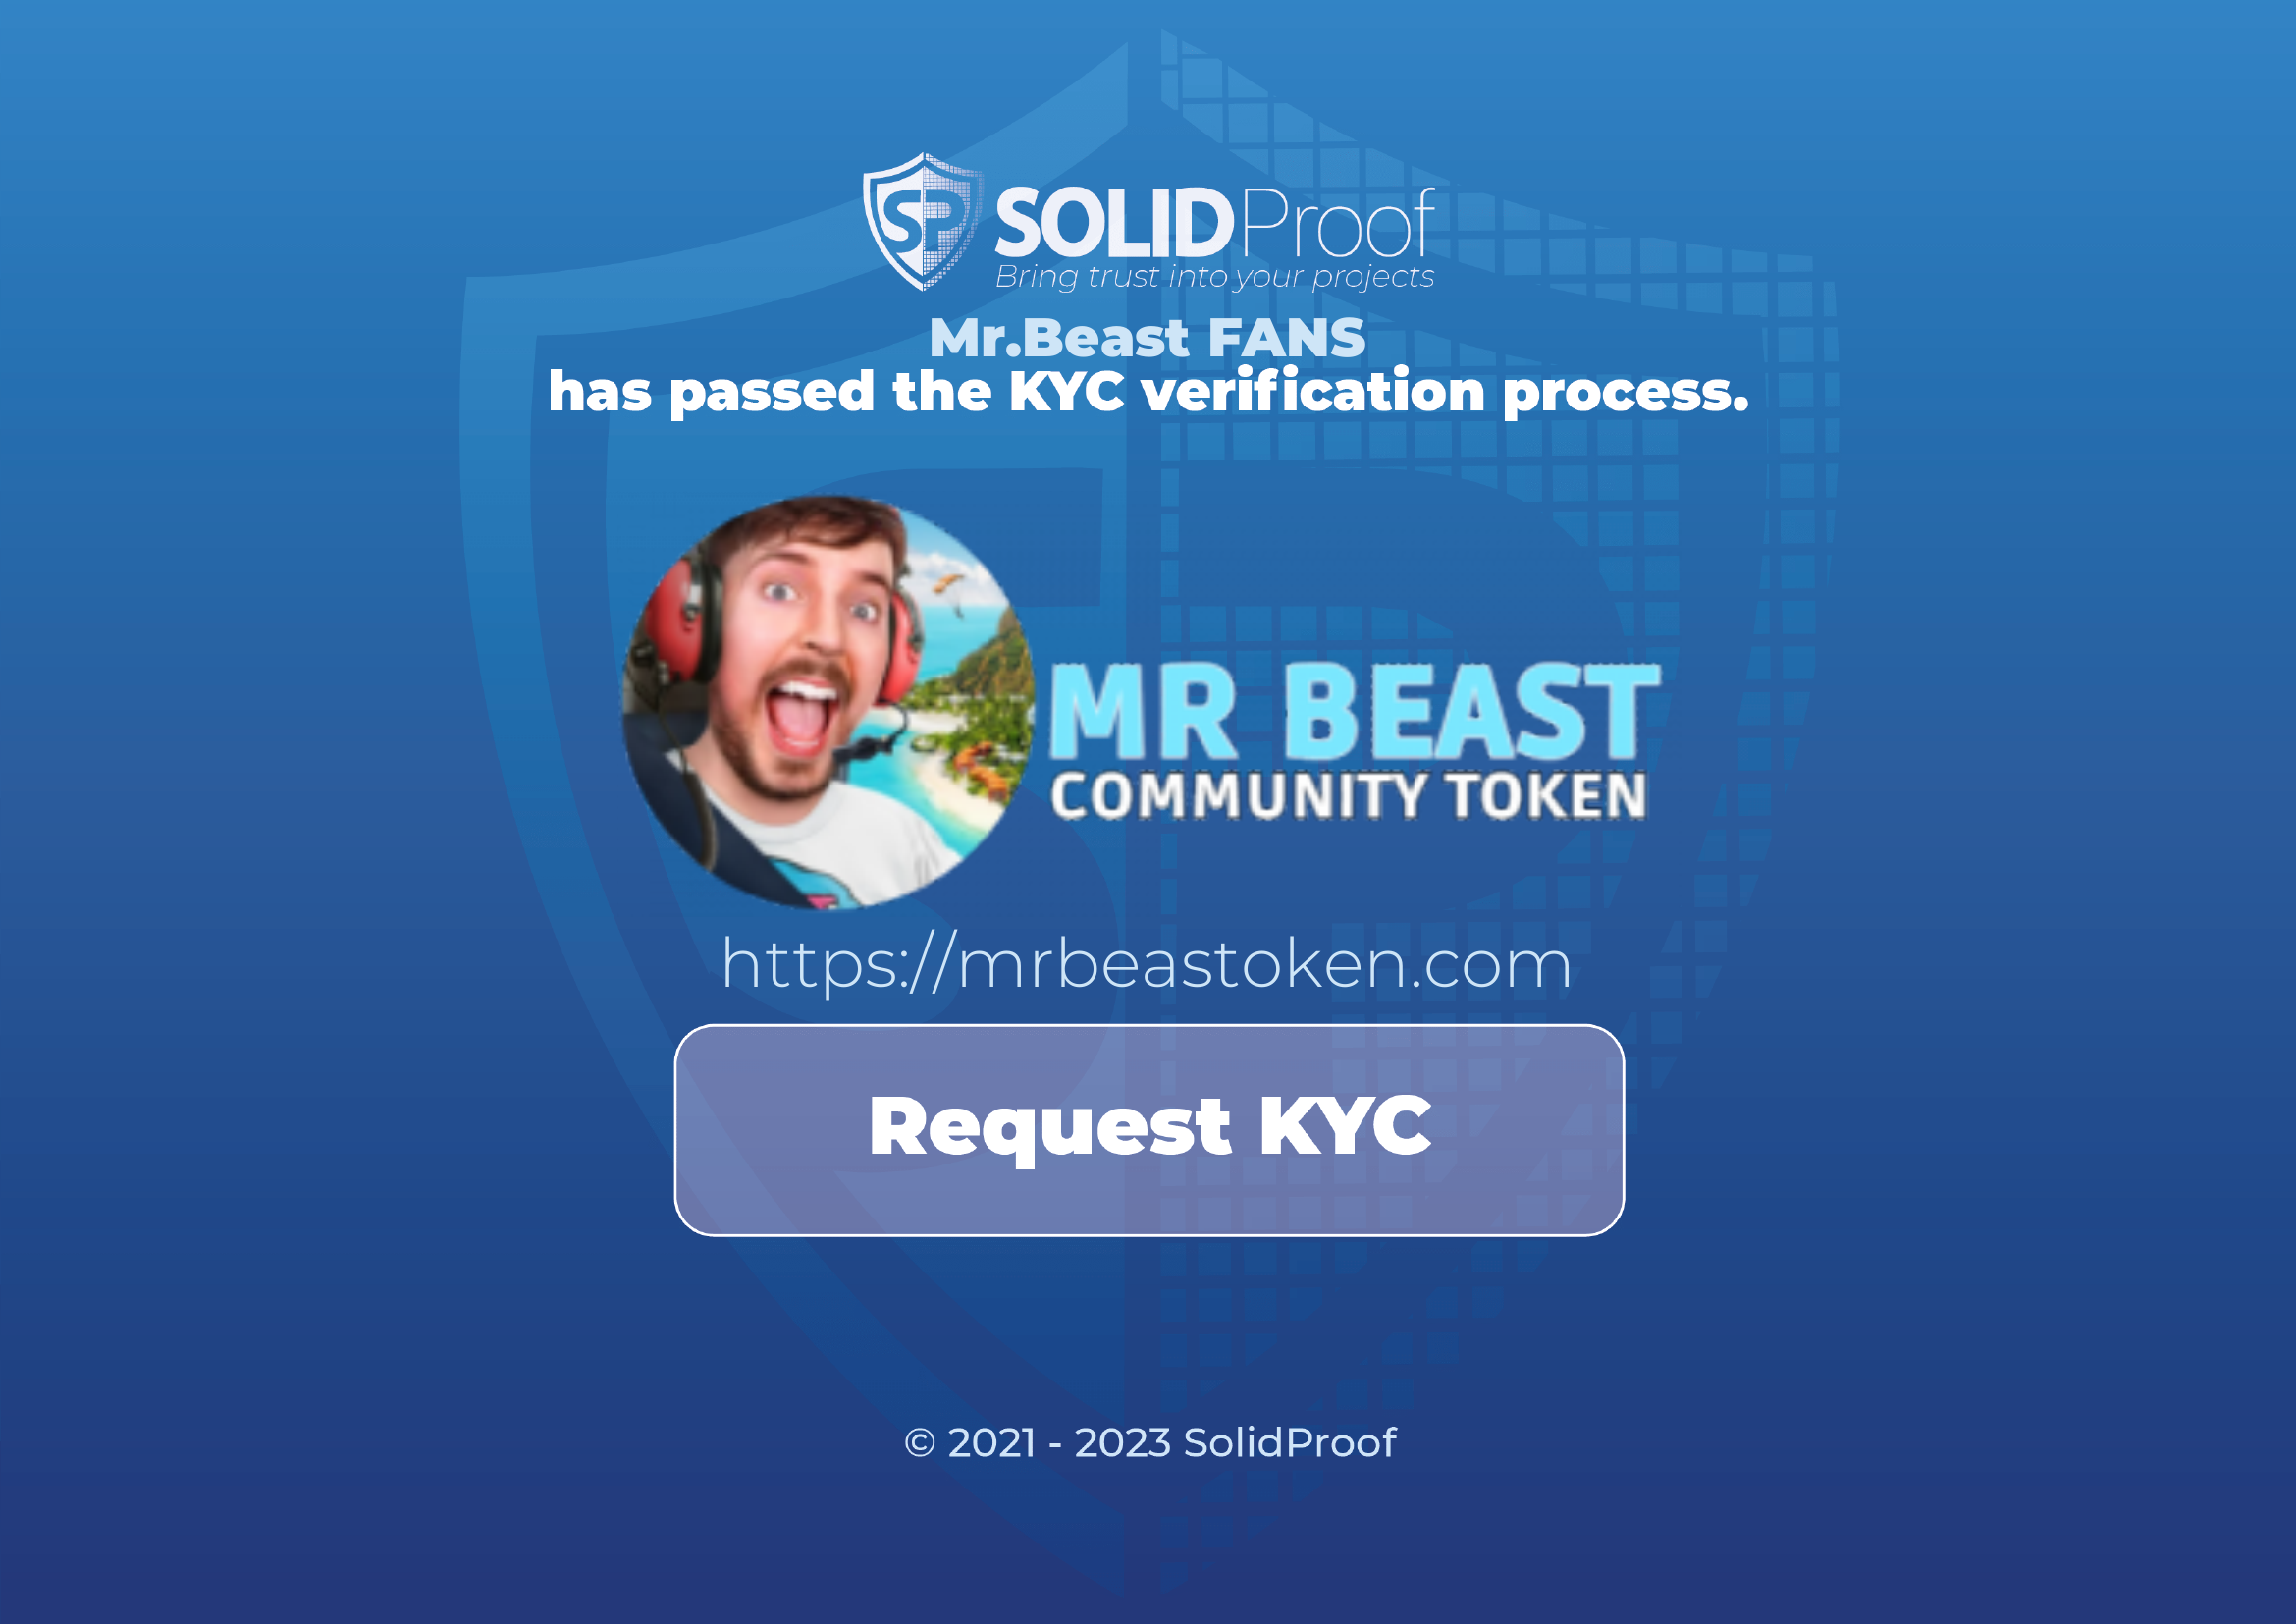 SP SOLIDProof
Bring trust into your projects
Mr.Beast FANS
has passed the KYC verification process.
MR BEAST
COMMUNITY TOKEN
https://mrbeastoken.com
Request KYC
© 2021 - 2023 SolidProof